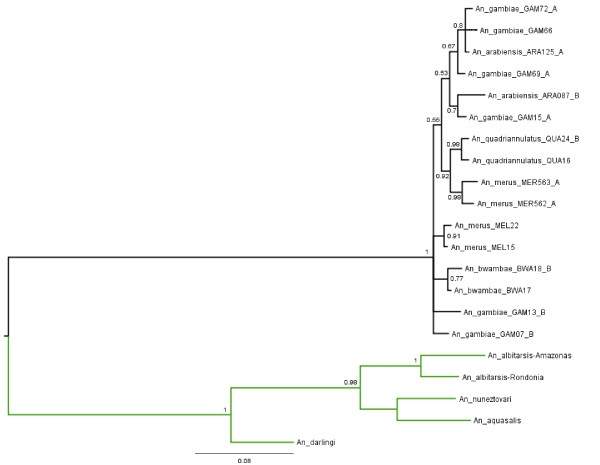 An_gambiae_GAM72_A
0.8
An_gambiae_GAM66
An_arabiensis_ARA125_A
0.67
An_gambiae_GAM69_A
0.53
An_arabiensis_ARA087_B
0.7
An_gambiae_GAM15_A
0.66
An_quadriannulatus_QUA24_B
0.98
An_quadriannulatus_QUA16
0.92
An_merus_MER563_A
0.98
An_merus_MER562_A
An_merus_MEL22
0.91
An_merus_MEL15
1
An_bwambae_BWA18_B
0.77
An_bwambae_BWA17
An_gambiae_GAM13_B
An_gambiae_GAM07_B
An_albitarsis-Amazonas
1
An_albitarsis-Rondonia
0.98
An_nuneztovari
1
An_aquasalis
An_darlingi
0.08